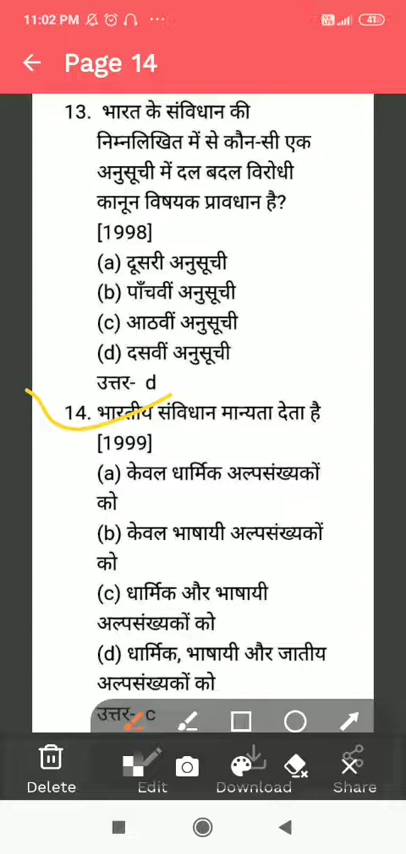 11:02 PM 41
Page 14
13. भारत के संविधान की
निम्नलिखित में से कौन-सी एक
अनुसूची में दल बदल विरोधी
कानून विषयक प्रावधान है?
[1998]
(a) दूसरी अनुसूची
(b) पाँचवीं अनुसूची
(c) आठवीं अनुसूची
(d) दसवीं अनुसूची
उत्तर- d
14. भारतीय संविधान मान्यता देता है
[1999]
(a) केवल धार्मिक अल्पसंख्यकों
को
(b) केवल भाषायी अल्पसंख्यकों
को
(c) धार्मिक और भाषायी
अल्पसंख्यकों को
(d) धार्मिक, भाषायी और जातीय
अल्पसंख्यकों को
उत्तर- c
Delete Edit Download Share